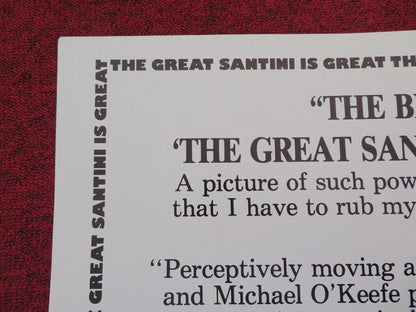 THE GREAT SANTINI IS GREAT
GREAT SANTINI IS GREAT
"THE
'THE GREAT
A picture of such
that I have to rub my
"Perceptively moving
and Michael O'Keefe